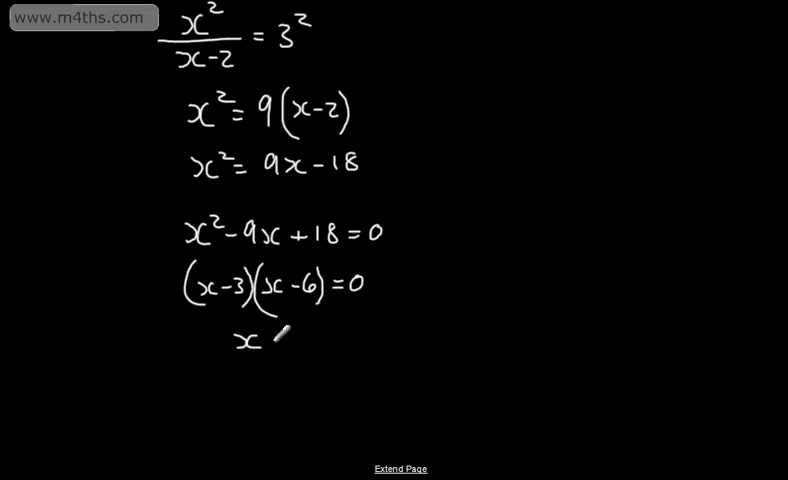 www.m4ths.com
x²/(x-2) = 3²
x² = 9(x-2)
x² = 9x - 18
x² - 9x + 18 = 0
(x-3)(x-6) = 0
x
Extend Page